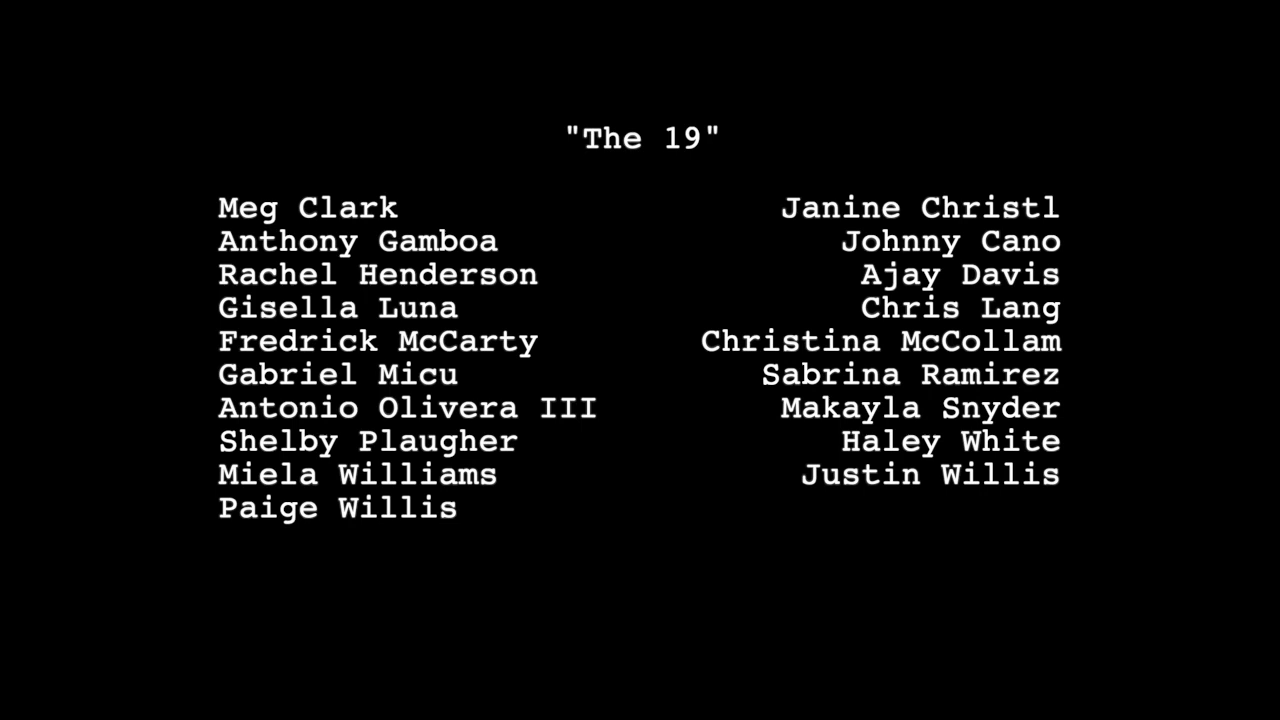 "The 19"
Meg Clark Janine Christl
Anthony Gamboa Johnny Cano
Rachel Henderson Ajay Davis
Gisella Luna Chris Lang
Fredrick McCarty Christina McCollam
Gabriel Micu Sabrina Ramirez
Antonio Olivera III Makayla Snyder
Shelby Plaugher Haley White
Miela Williams Justin Willis
Paige Willis